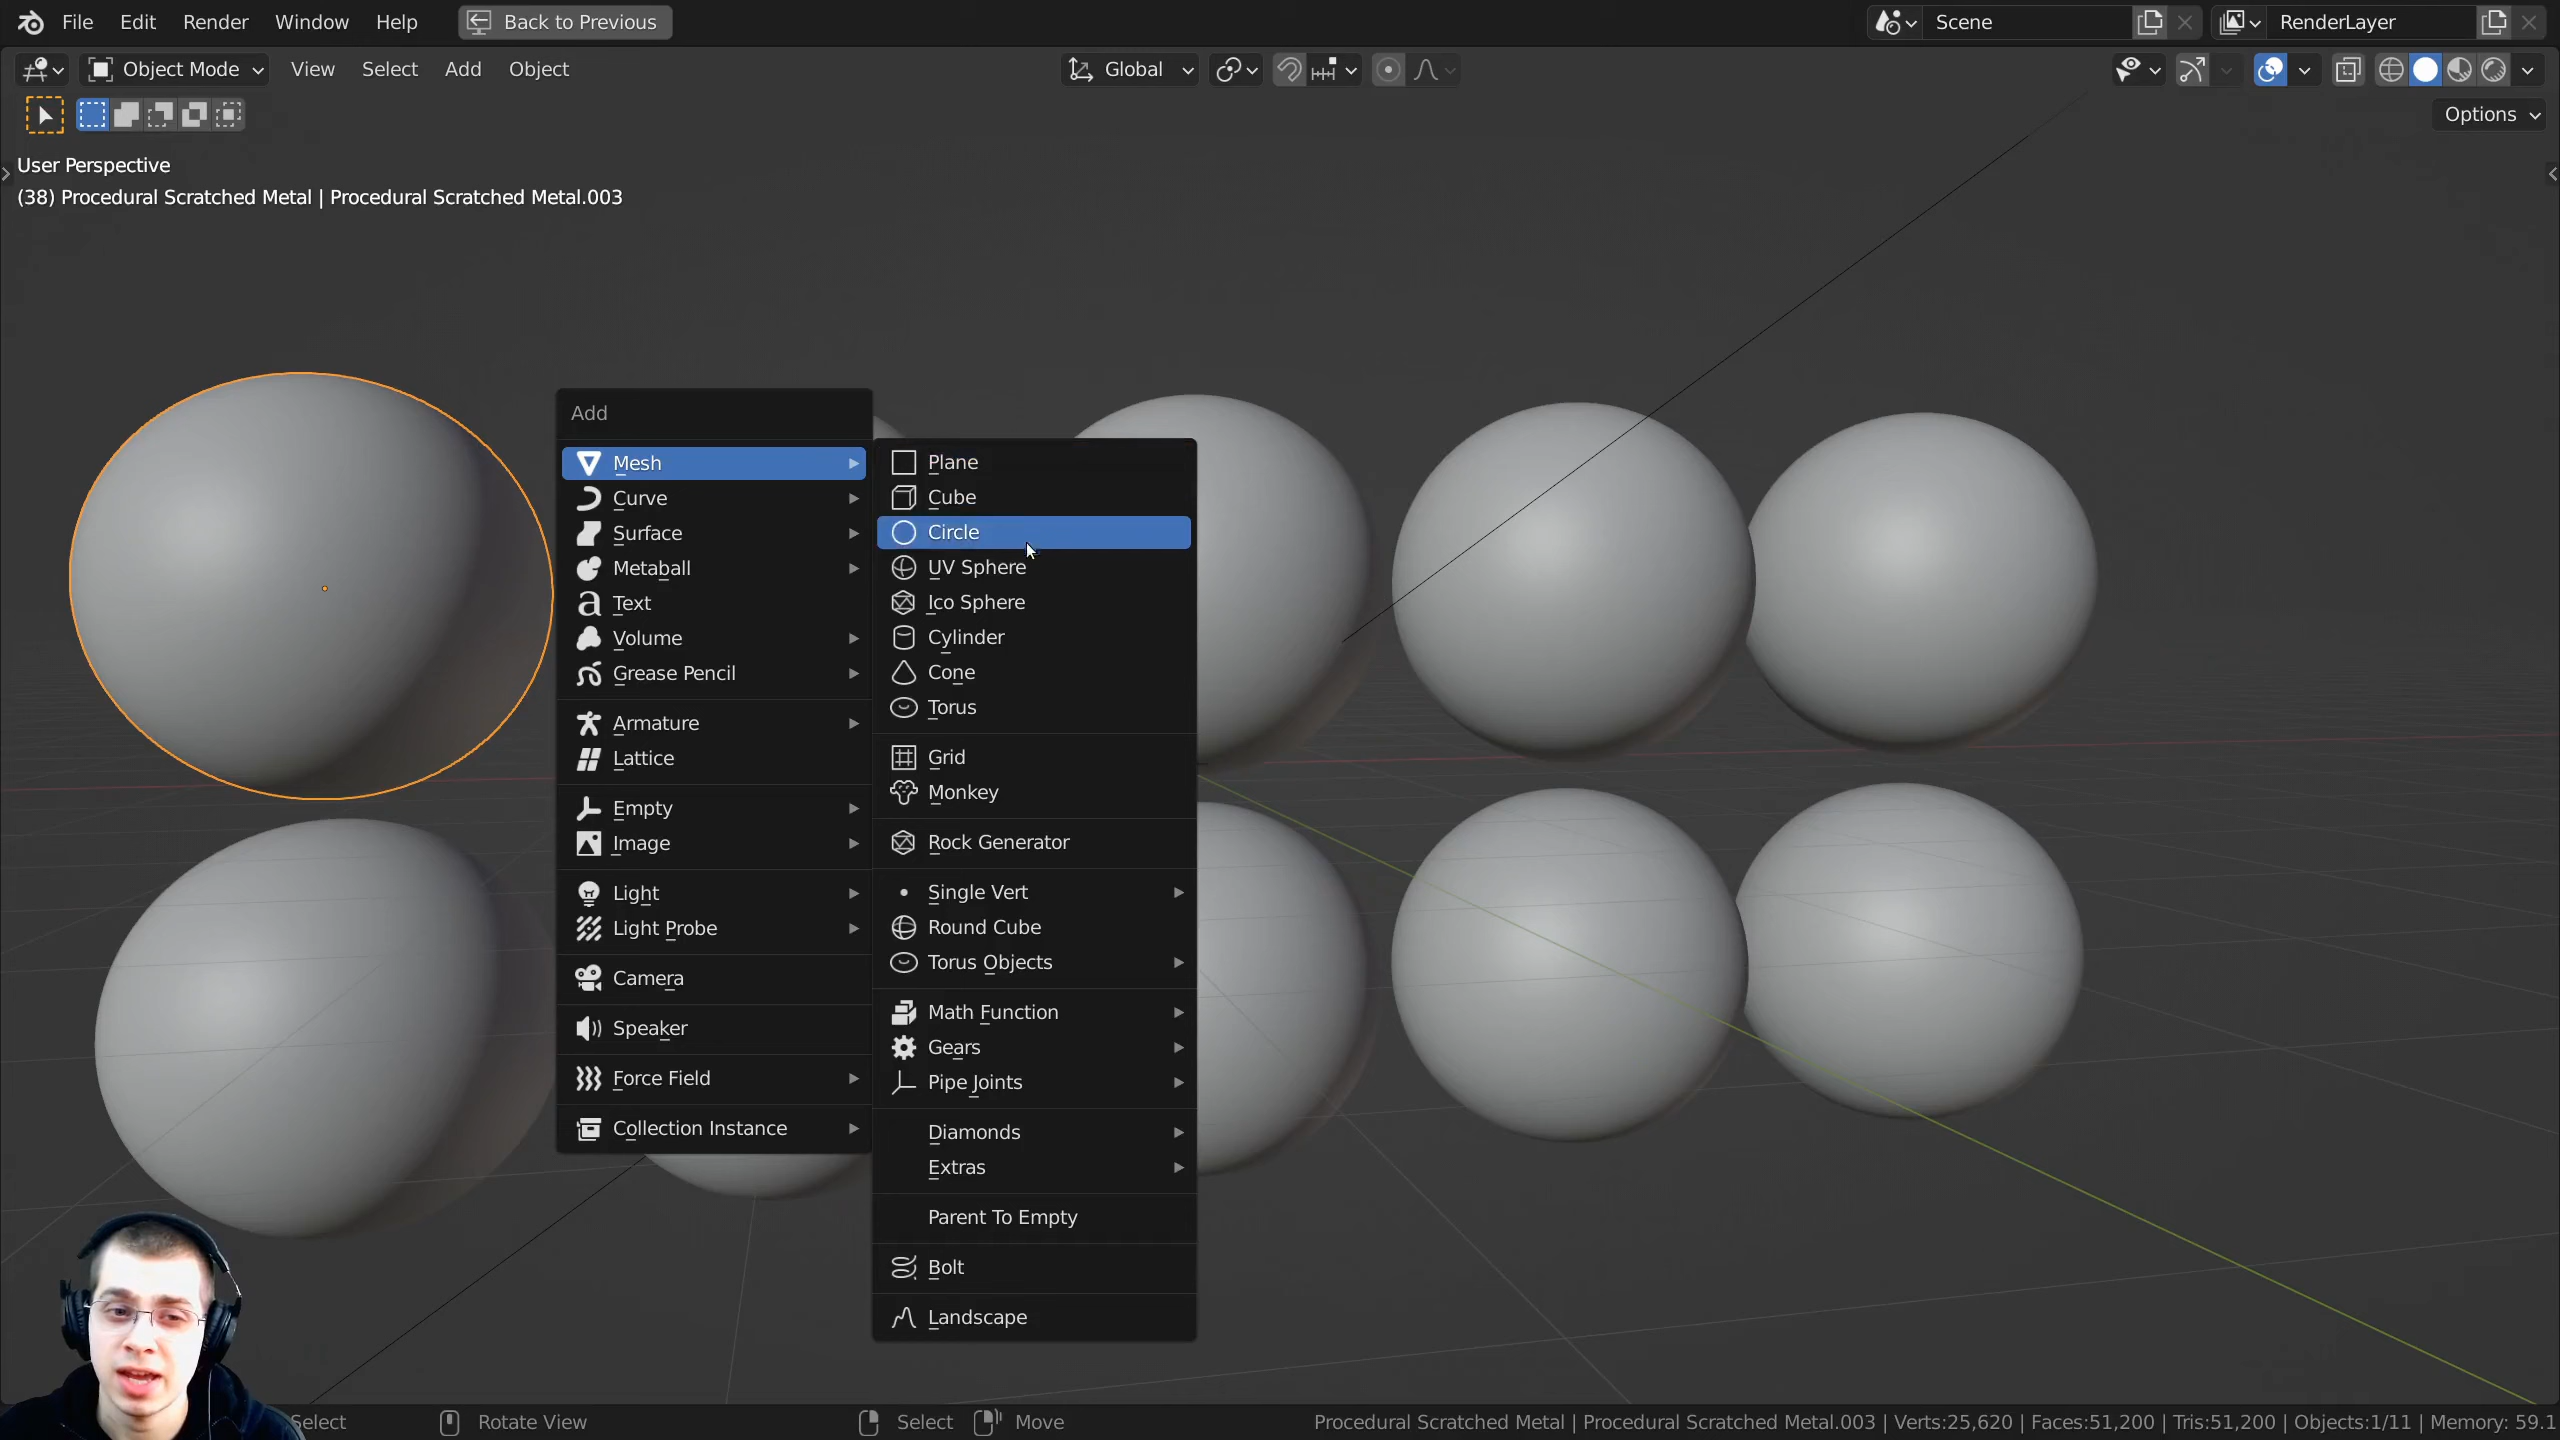 File Edit Render Window Help Back to Previous Scene RenderLayer
Object Mode View Select Add Object Global
Options
User Perspective
(38) Procedural Scratched Metal | Procedural Scratched Metal.003
Add
Mesh
Curve
Surface
Metaball
Text
Volume
Grease Pencil
Armature
Lattice
Empty
Image
Light
Light Probe
Camera
Speaker
Force Field
Collection Instance
Plane
Cube
Circle
UV Sphere
Ico Sphere
Cylinder
Cone
Torus
Grid
Monkey
Rock Generator
Single Vert
Round Cube
Torus Objects
Math Function
Gears
Pipe Joints
Diamonds
Extras
Parent To Empty
Bolt
Landscape
Select Rotate View Select Move Procedural Scratched Metal | Procedural Scratched Metal.003 | Verts:25,620 | Faces:51,200 | Tris:51,200 | Objects:1/11 | Memory: 59.1